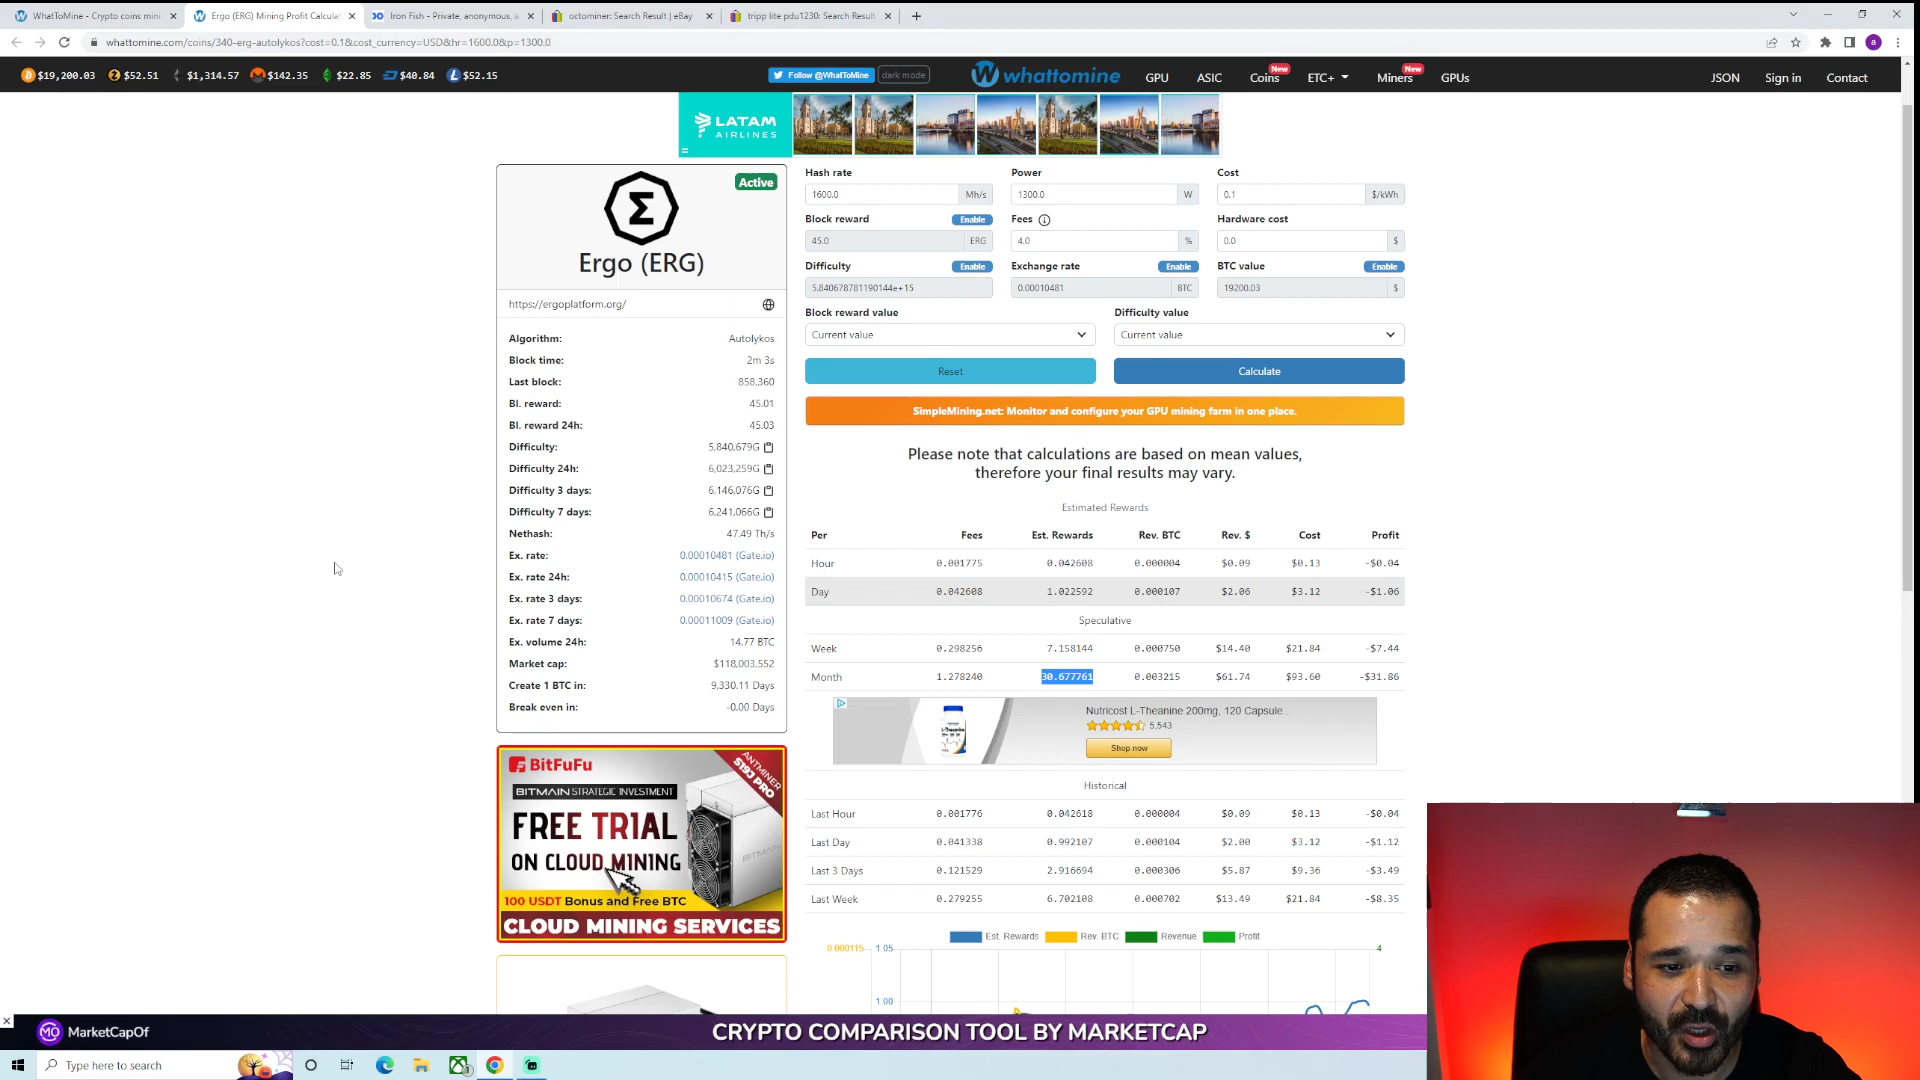 WhatToMine - Crypto coins mini
Ergo (ERG) Mining Profit Calculat
Iron Fish - Private, anonymous, a
octominer: Search Result | eBay
tripp lite pdu1230: Search Result
whattomine.com/coins/340-erg-autolykos?cost=0.1&cost_currency=USD&hr=1600.0&p=1300.0
$19,200.03 $52.51 $1,314.57 $142.35 $22.85 $40.84 $52.15
Follow @WhatToMine dark mode
whattomine
GPU ASIC Coins New ETC+ Miners New GPUs
JSON Sign in Contact
LATAM
AIRLINES
Active
Ergo (ERG)
https://ergoplatform.org/
Algorithm: Autolykos
Block time: 2m 3s
Last block: 858,360
Bl. reward: 45.01
Bl. reward 24h: 45.03
Difficulty: 5,840,679G
Difficulty 24h: 6,023,259G
Difficulty 3 days: 6,146,076G
Difficulty 7 days: 6,241,066G
Nethash: 47.49 Th/s
Ex. rate: 0.00010481 (Gate.io)
Ex. rate 24h: 0.00010415 (Gate.io)
Ex. rate 3 days: 0.00010674 (Gate.io)
Ex. rate 7 days: 0.00011009 (Gate.io)
Ex. volume 24h: 14.77 BTC
Market cap: $118,003,552
Create 1 BTC in: 9,330.11 Days
Break even in: -0.00 Days
Hash rate Power Cost
1600.0 Mh/s 1300.0 W 0.1 $/kWh
Block reward Enable Fees Hardware cost
45.0 ERG 4.0 % 0.0 $
Difficulty Enable Exchange rate Enable BTC value Enable
5.840678781190144e+15 0.00010481 BTC 19200.03 $
Block reward value Difficulty value
Current value Current value
Reset Calculate
SimpleMining.net: Monitor and configure your GPU mining farm in one place.
Please note that calculations are based on mean values,
therefore your final results may vary.
Estimated Rewards
Per Fees Est. Rewards Rev. BTC Rev. $ Cost Profit
Hour 0.001775 0.042608 0.000004 $0.09 $0.13 -$0.04
Day 0.042608 1.022592 0.000107 $2.06 $3.12 -$1.06
Speculative
Week 0.298256 7.158144 0.000750 $14.40 $21.84 -$7.44
Month 1.278240 30.677761 0.003215 $61.74 $93.60 -$31.86
Nutricost L-Theanine 200mg, 120 Capsule...
5,543
Shop now
Historical
Last Hour 0.001776 0.042618 0.000004 $0.09 $0.13 -$0.04
Last Day 0.041338 0.992107 0.000104 $2.00 $3.12 -$1.12
Last 3 Days 0.121529 2.916694 0.000306 $5.87 $9.36 -$3.49
Last Week 0.279255 6.702108 0.000702 $13.49 $21.84 -$8.35
Est. Rewards Rev. BTC Revenue Profit
0.000115 1.05 4
1.00
BitFuFu
ANTMINER
S19J PRO
BITMAIN STRATEGIC INVESTMENT
FREE TRIAL
ON CLOUD MINING
BITMAIN
100 USDT Bonus and Free BTC
CLOUD MINING SERVICES
MarketCapOf
CRYPTO COMPARISON TOOL BY MARKETCAP
Type here to search